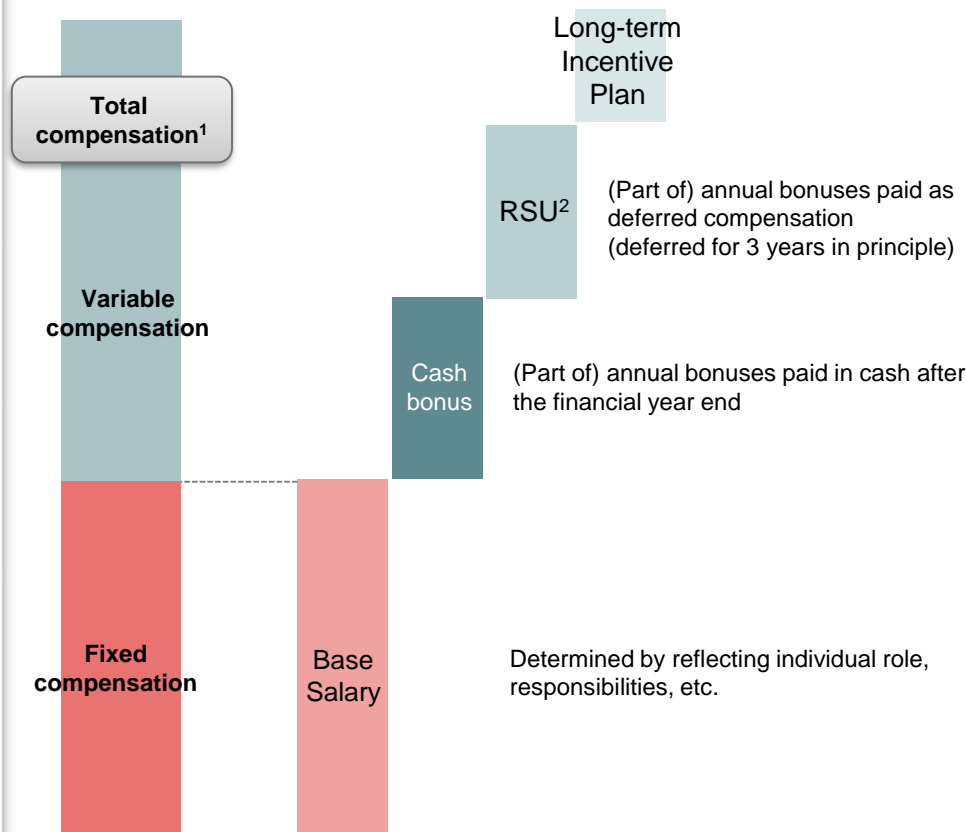 Long-term
Incentive
Plan
Total
compensation¹
RSU²
(Part of) annual bonuses paid as
deferred compensation
(deferred for 3 years in principle)
Variable
compensation
Cash
bonus
(Part of) annual bonuses paid in cash after
the financial year end
Fixed
compensation
Base
Salary
Determined by reflecting individual role,
responsibilities, etc.